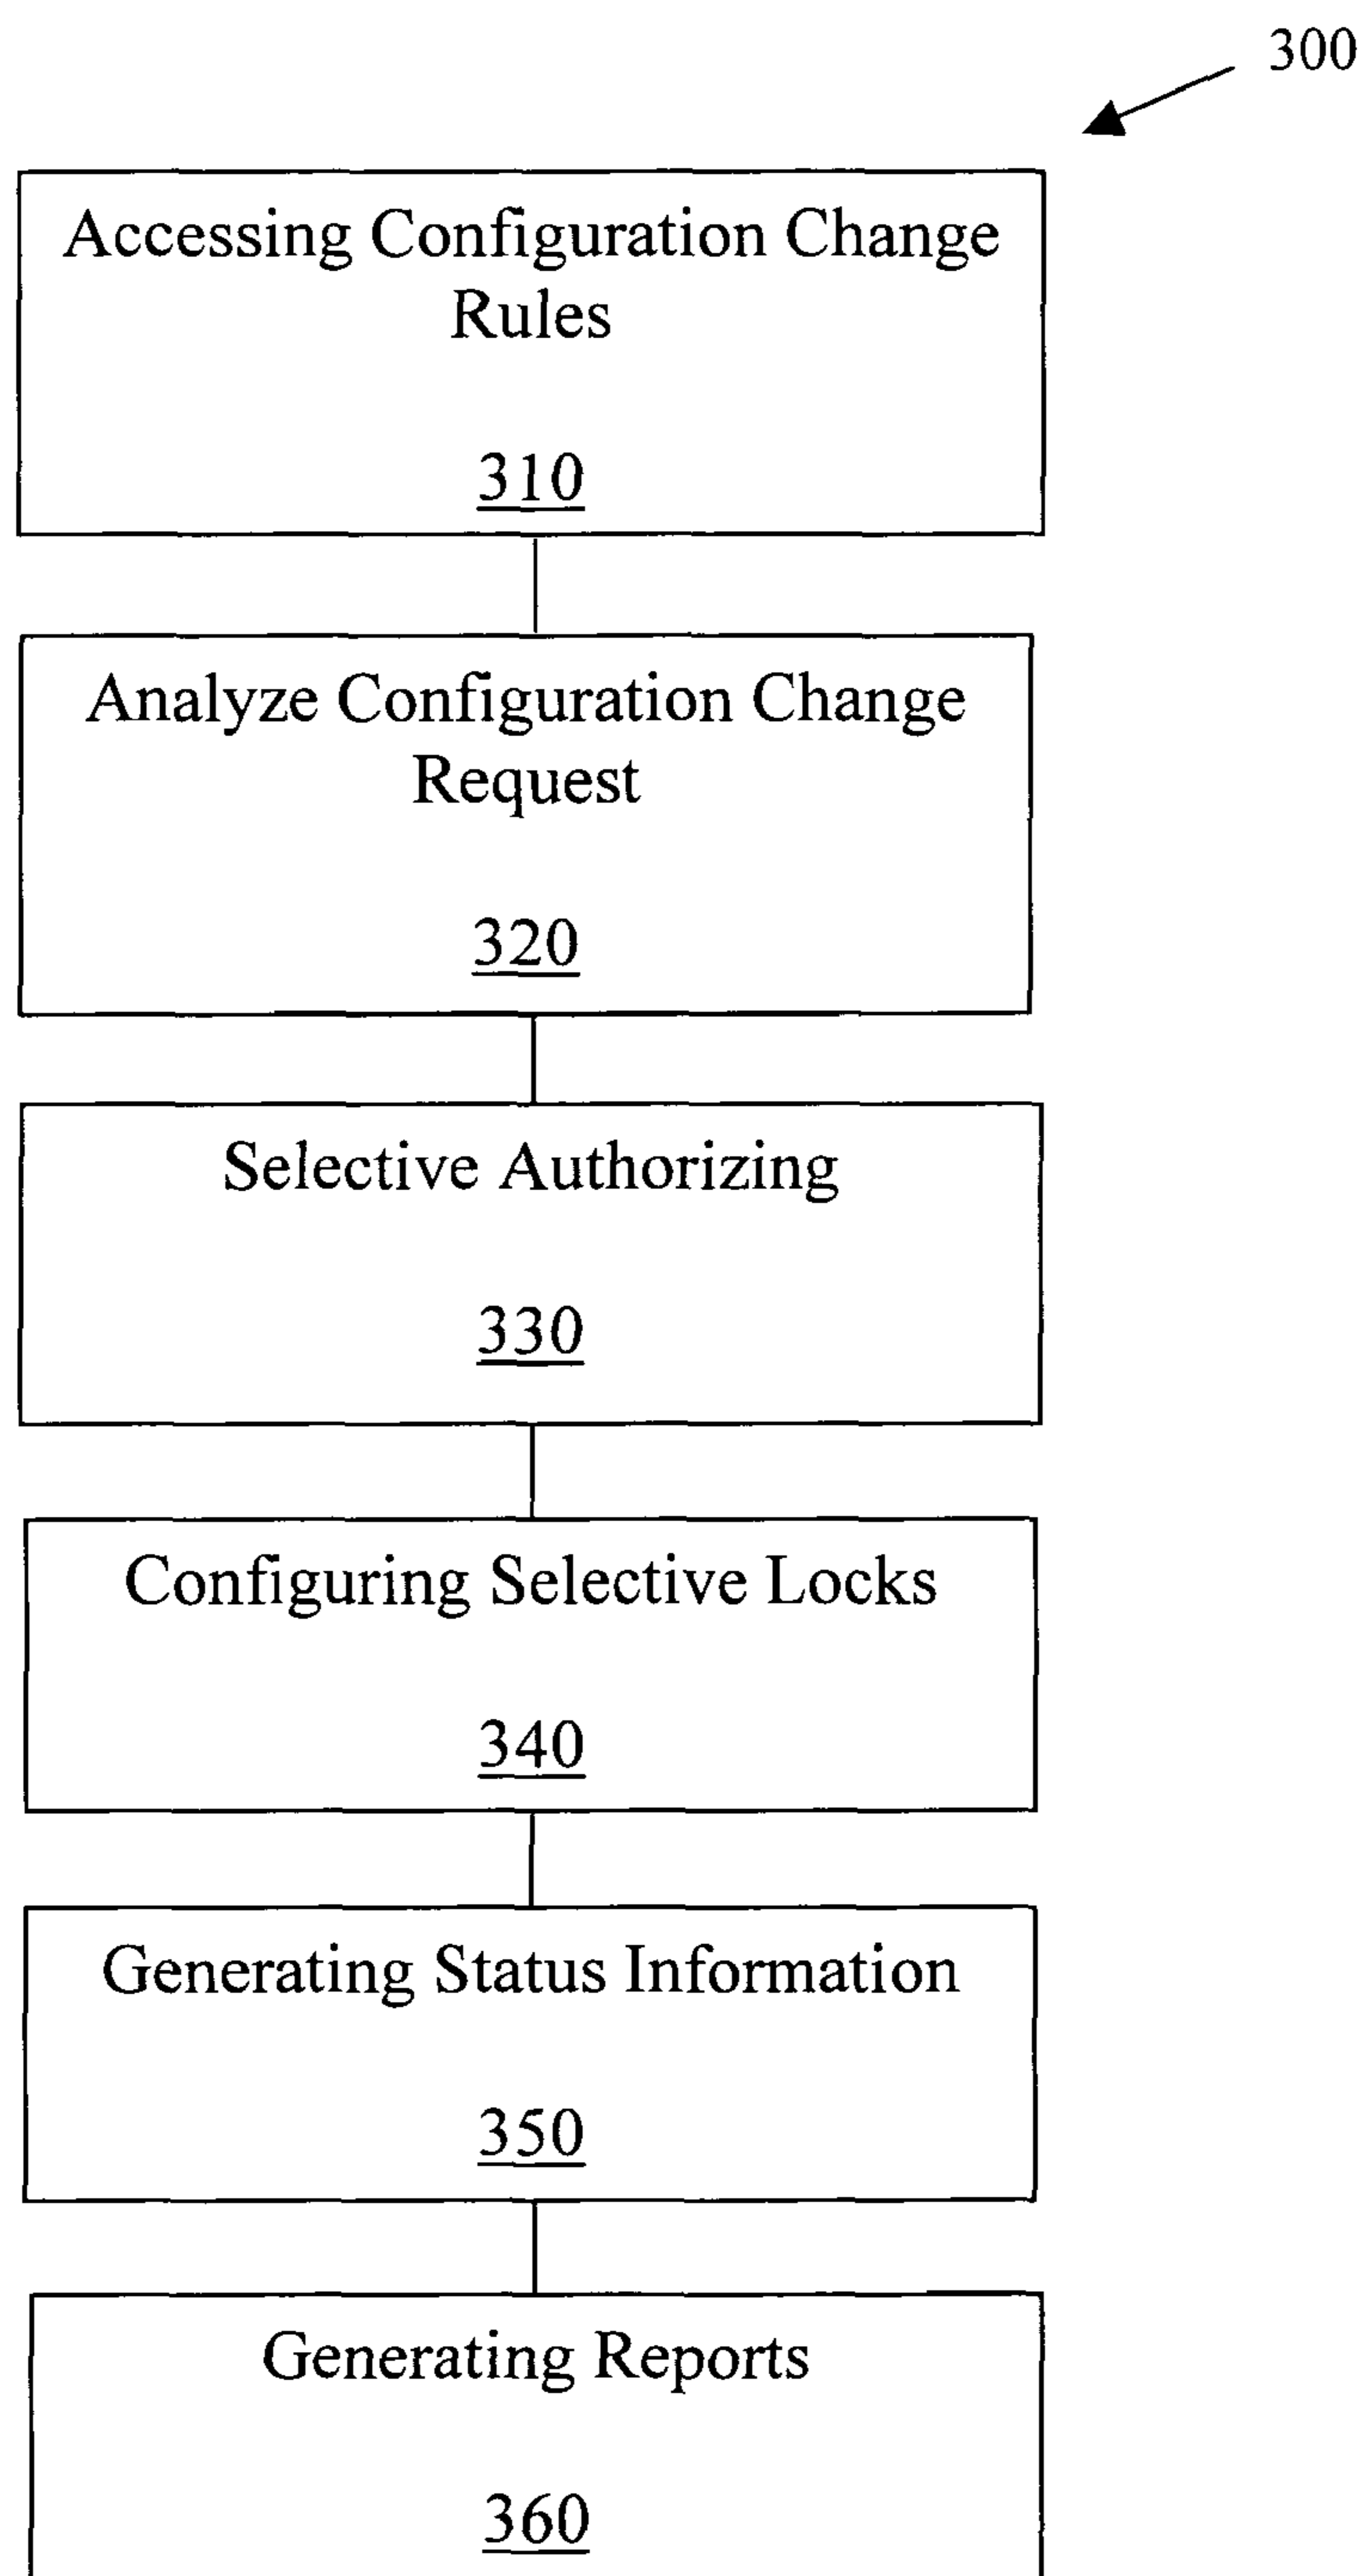 300
Accessing Configuration Change
Rules
310
Analyze Configuration Change
Request
320
Selective Authorizing
330
Configuring Selective Locks
340
Generating Status Information
350
Generating Reports
360